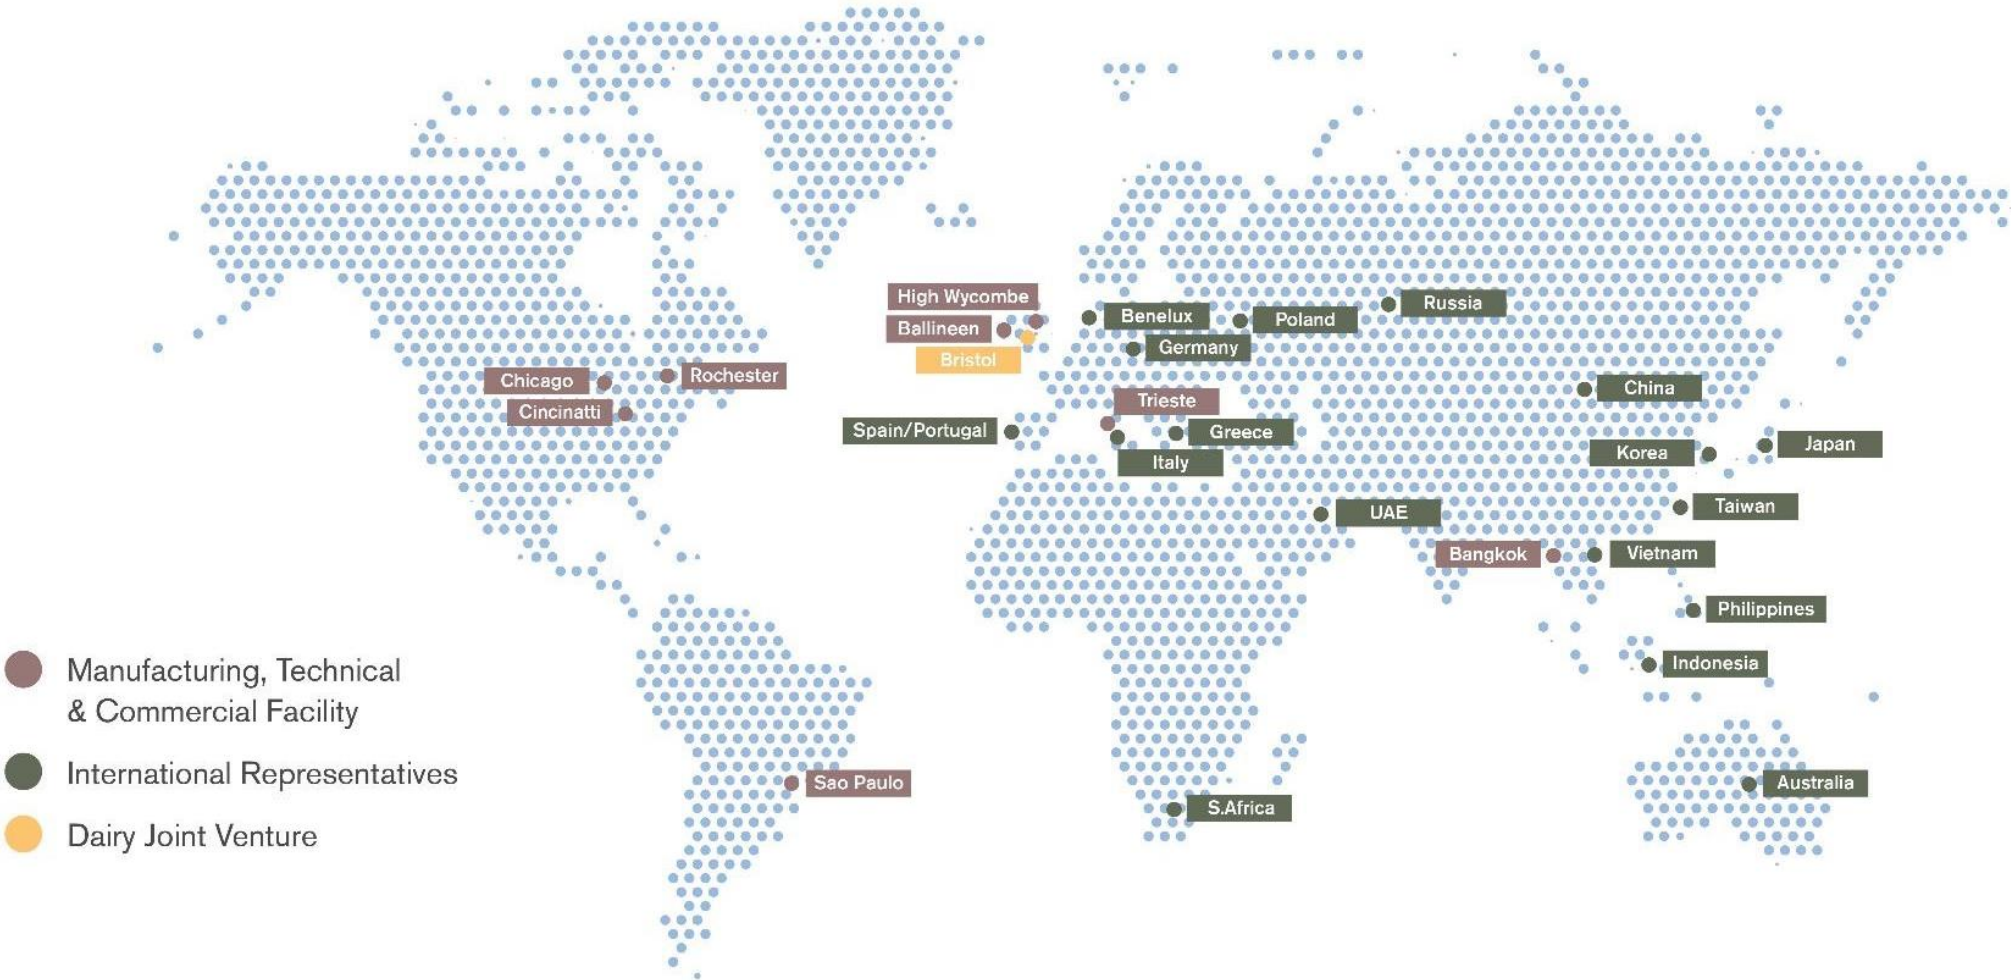 High Wycombe
Ballineen
Bristol
Benelux
Poland
Russia
Germany
Chicago
Rochester
Cincinatti
Trieste
China
Spain/Portugal
Greece
Italy
Korea
Japan
UAE
Taiwan
Bangkok
Vietnam
Philippines
Indonesia
Sao Paulo
S.Africa
Australia
Manufacturing, Technical
& Commercial Facility
International Representatives
Dairy Joint Venture